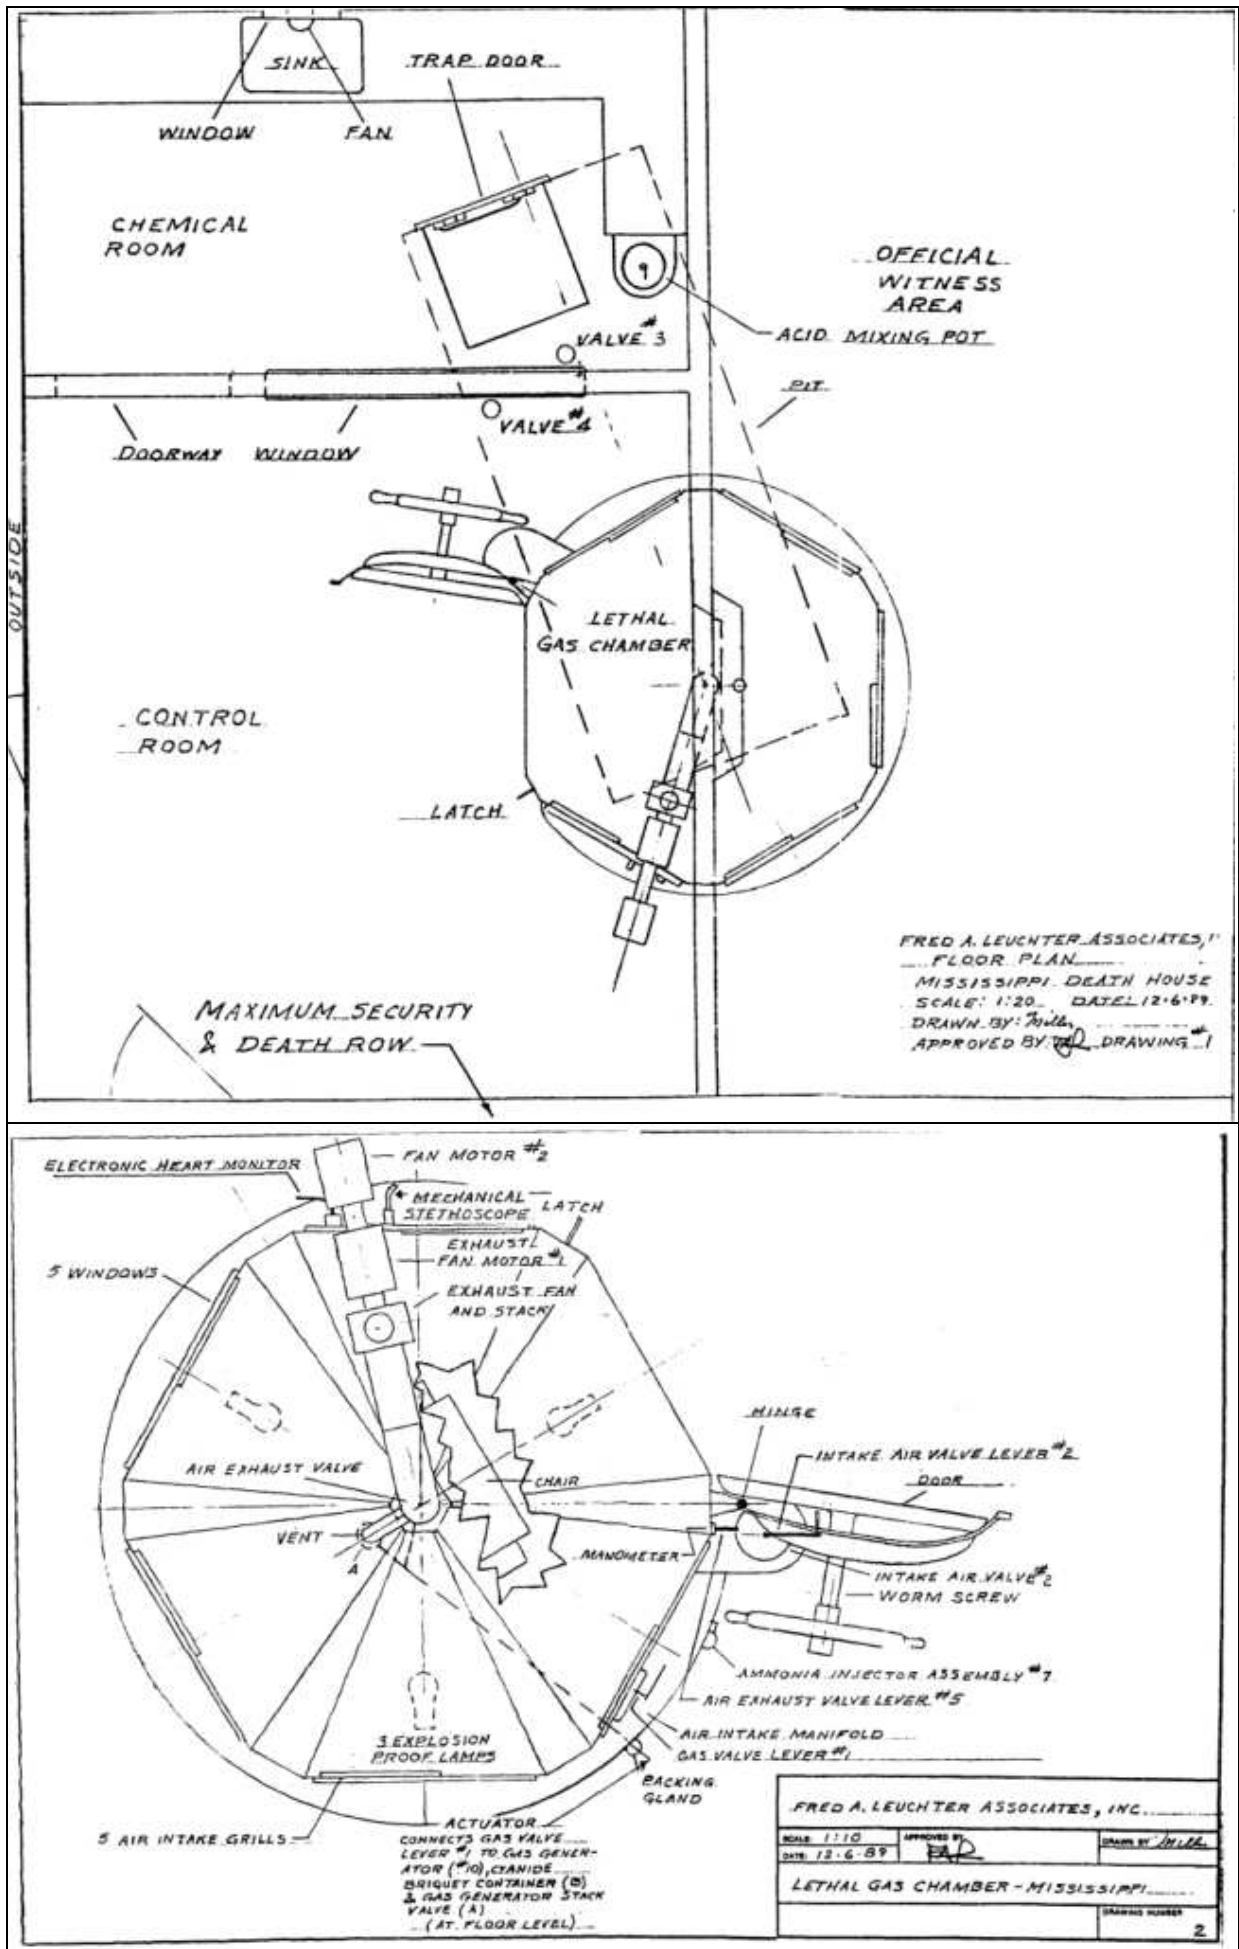 SINK
TRAP DOOR
WINDOW
FAN
CHEMICAL
ROOM
OFFICIAL
WITNESS
AREA
ACID MIXING POT
VALVE #3
PIT
VALVE #4
DOORWAY
WINDOW
OUTSIDE
LETHAL
GAS CHAMBER
CONTROL
ROOM
LATCH
FRED A. LEUCHTER ASSOCIATES,
FLOOR PLAN
MISSISSIPPI DEATH HOUSE
SCALE: 1:20 DATE: 12·6·89
DRAWN BY: Miller
APPROVED BY: DRAWING #1
MAXIMUM SECURITY
& DEATH ROW
ELECTRONIC HEART MONITOR
FAN MOTOR #2
MECHANICAL
STETHOSCOPE
LATCH
EXHAUST
FAN MOTOR #1
5 WINDOWS
EXHAUST FAN
AND STACK
HINGE
INTAKE AIR VALVE LEVER #2
AIR EXHAUST VALVE
CHAIR
DOOR
VENT
A
MANOMETER
INTAKE AIR VALVE #2
WORM SCREW
AMMONIA INJECTOR ASSEMBLY #7
AIR EXHAUST VALVE LEVER #5
3 EXPLOSION
PROOF LAMPS
AIR INTAKE MANIFOLD
GAS VALVE LEVER #1
PACKING
GLAND
5 AIR INTAKE GRILLS
ACTUATOR
CONNECTS GAS VALVE
LEVER #1 TO GAS GENER-
ATOR (#10), CYANIDE
BRIQUET CONTAINER (B)
& GAS GENERATOR STACK
VALVE (A)
(AT FLOOR LEVEL)
FRED A. LEUCHTER ASSOCIATES, INC.
SCALE: 1:10
APPROVED BY:
DRAWN BY Miller
DATE: 12·6·89
LETHAL GAS CHAMBER - MISSISSIPPI
DRAWING NUMBER
2